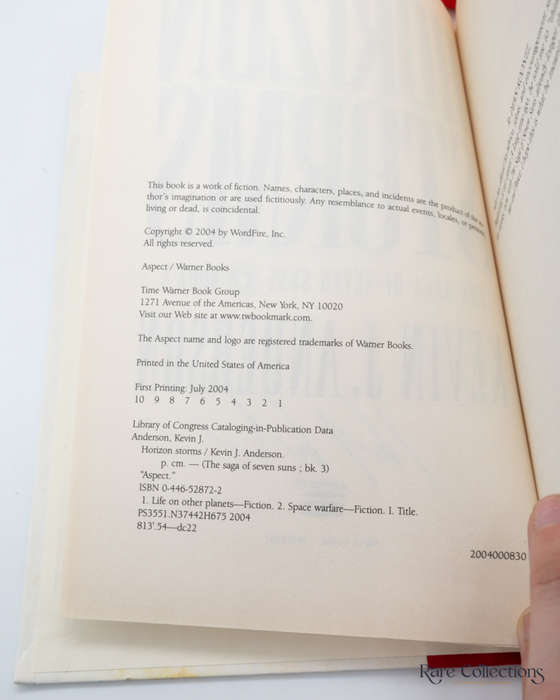 This book is a work of fiction. Names, characters, places, and incidents are the product of the au-
thor's imagination or are used fictitiously. Any resemblance to actual events, locales, or persons,
living or dead, is coincidental.
Copyright © 2004 by WordFire, Inc.
All rights reserved.
Aspect / Warner Books
Time Warner Book Group
1271 Avenue of the Americas, New York, NY 10020
Visit our Web site at www.twbookmark.com.
The Aspect name and logo are registered trademarks of Warner Books.
Printed in the United States of America
First Printing: July 2004
10 9 8 7 6 5 4 3 2 1
Library of Congress Cataloging-in-Publication Data
Anderson, Kevin J.
Horizon storms / Kevin J. Anderson.
p. cm. — (The saga of seven suns ; bk. 3)
"Aspect."
ISBN 0-446-52872-2
1. Life on other planets—Fiction. 2. Space warfare—Fiction. I. Title.
PS3551.N37442H675 2004
813'.54—dc22
2004000830
Rare Collections